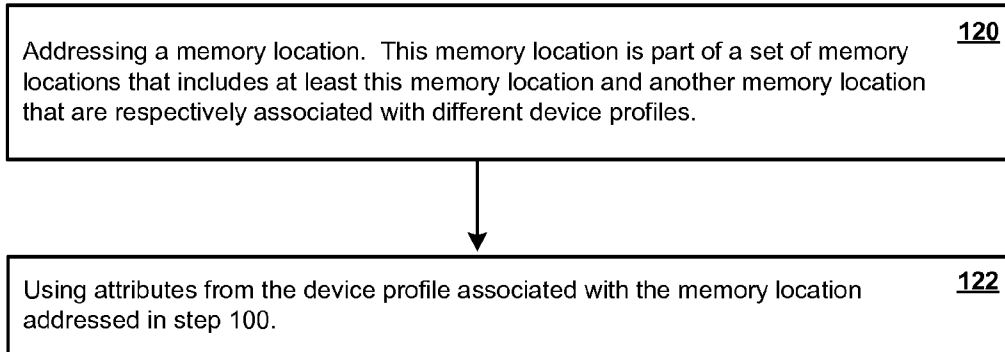 120
Addressing a memory location. This memory location is part of a set of memory
locations that includes at least this memory location and another memory location
that are respectively associated with different device profiles.
122
Using attributes from the device profile associated with the memory location
addressed in step 100.